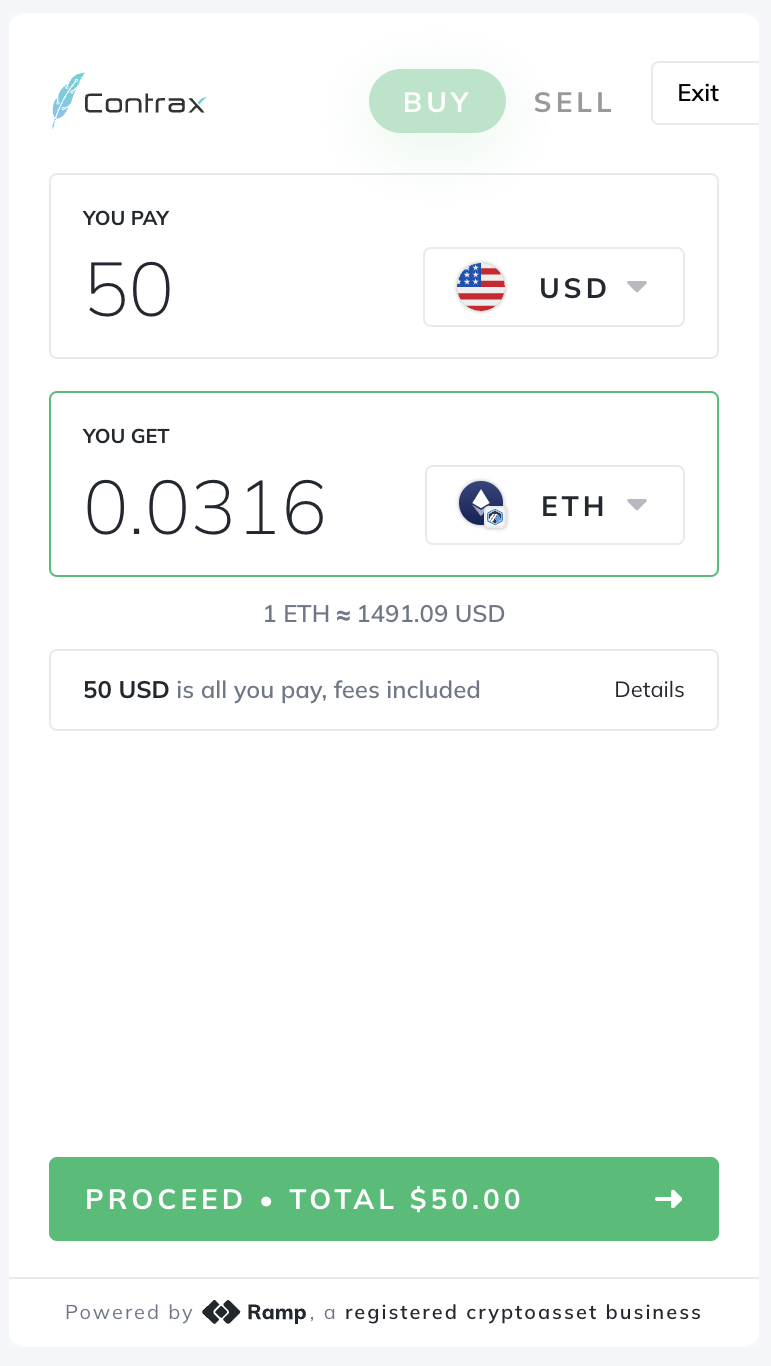 Contrax BUY SELL Exit
YOU PAY
50 USD
YOU GET
0.0316 ETH
1 ETH ≈ 1491.09 USD
50 USD is all you pay, fees included Details
PROCEED • TOTAL $50.00
Powered by Ramp, a registered cryptoasset business